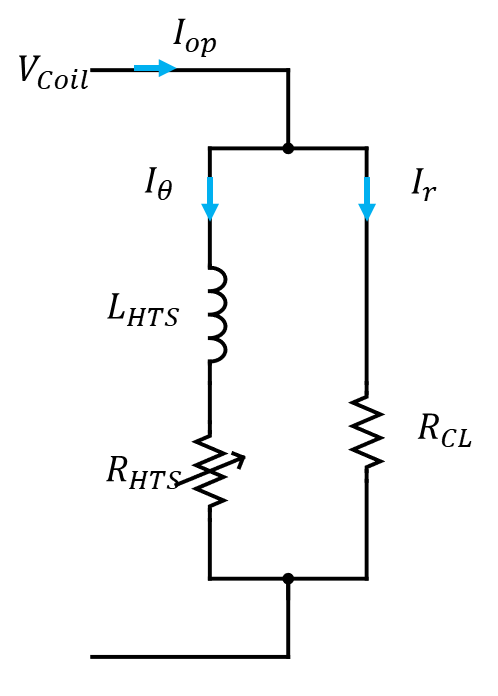 I_op
V_Coil
I_θ
I_r
L_HTS
R_CL
R_HTS